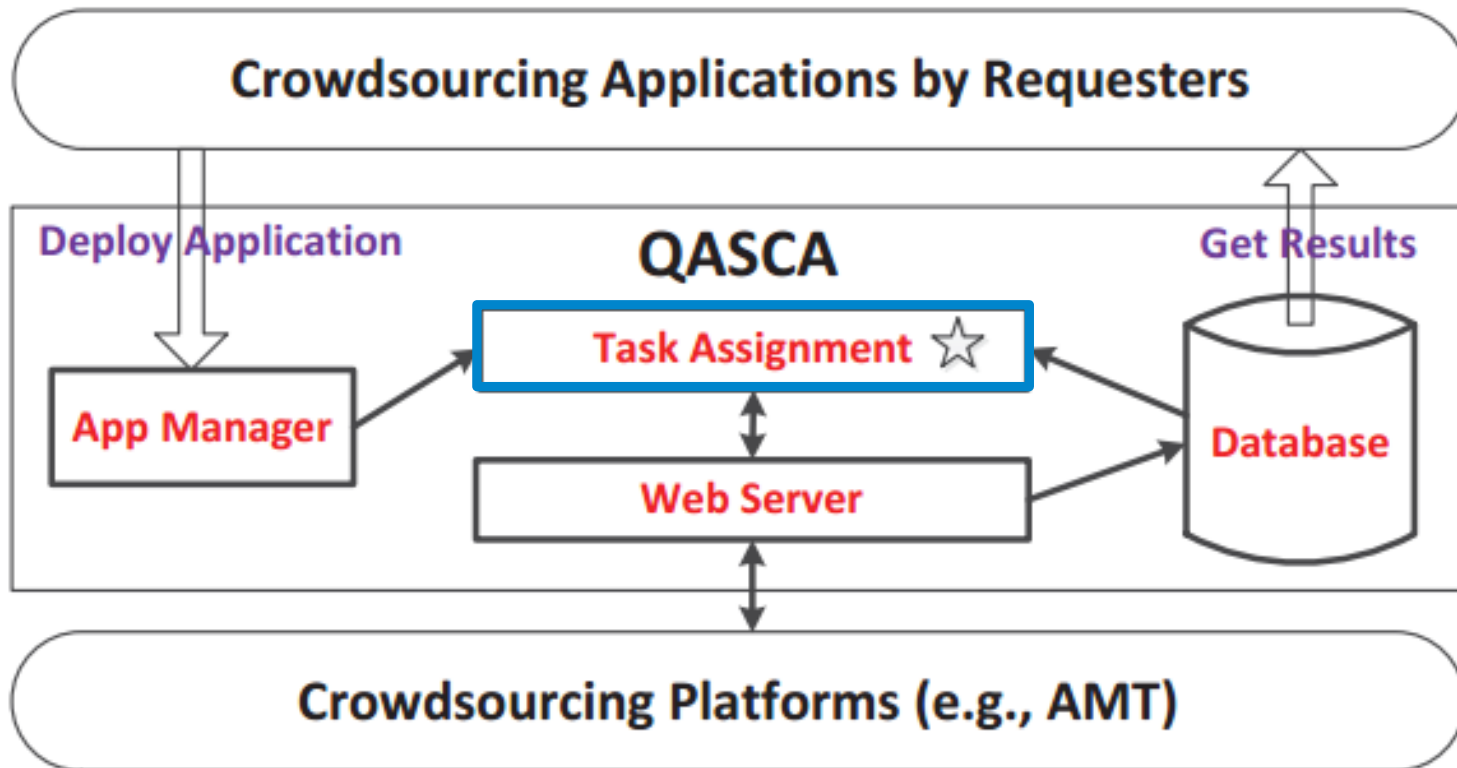 Crowdsourcing Applications by Requesters
Deploy Application
QASCA
Get Results
Task Assignment
App Manager
Database
Web Server
Crowdsourcing Platforms (e.g., AMT)